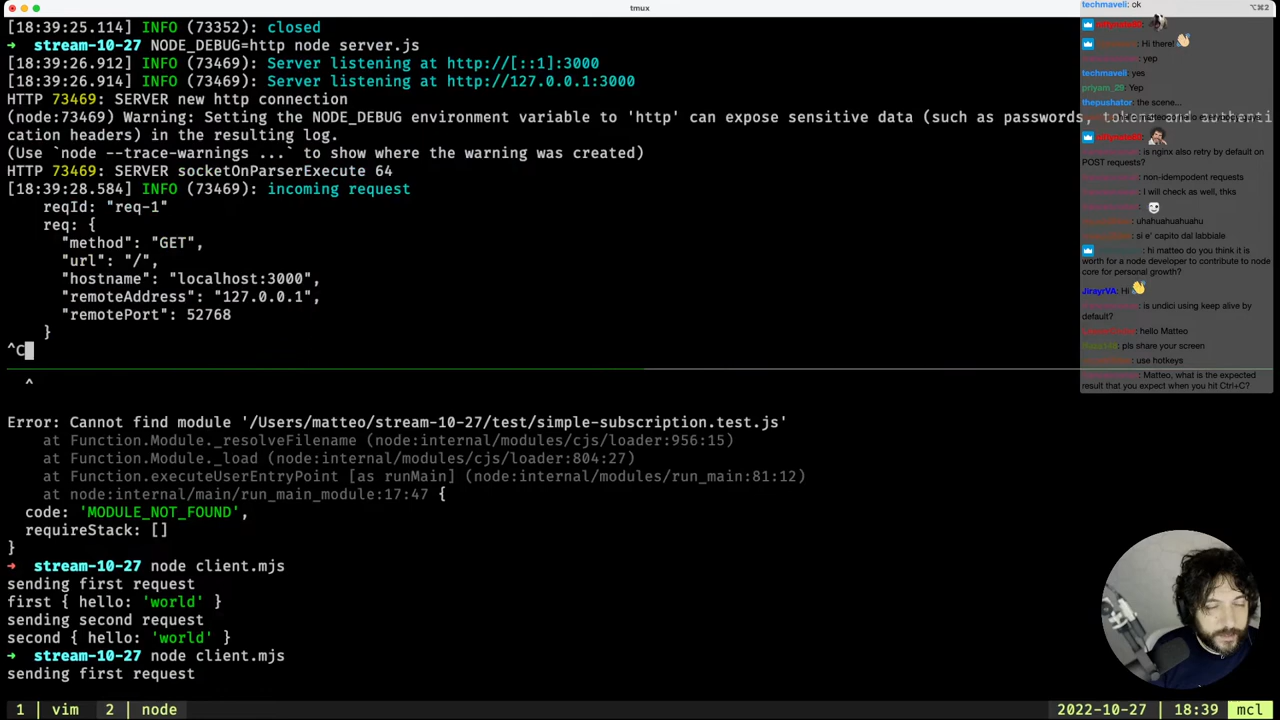 tmux
⌥⌘2
[18:39:25.114] INFO (73352): closed
➜  stream-10-27 NODE_DEBUG=http node server.js
[18:39:26.912] INFO (73469): Server listening at http://[::1]:3000
[18:39:26.914] INFO (73469): Server listening at http://127.0.0.1:3000
HTTP 73469: SERVER new http connection
(node:73469) Warning: Setting the NODE_DEBUG environment variable to 'http' can expose sensitive data (such as passwords, tokens and authenti
cation headers) in the resulting log.
(Use `node --trace-warnings ...` to show where the warning was created)
HTTP 73469: SERVER socketOnParserExecute 64
[18:39:28.584] INFO (73469): incoming request
    reqId: "req-1"
    req: {
      "method": "GET",
      "url": "/",
      "hostname": "localhost:3000",
      "remoteAddress": "127.0.0.1",
      "remotePort": 52768
    }
^C
  ^
Error: Cannot find module '/Users/matteo/stream-10-27/test/simple-subscription.test.js'
    at Function.Module._resolveFilename (node:internal/modules/cjs/loader:956:15)
    at Function.Module._load (node:internal/modules/cjs/loader:804:27)
    at Function.executeUserEntryPoint [as runMain] (node:internal/modules/run_main:81:12)
    at node:internal/main/run_main_module:17:47 {
  code: 'MODULE_NOT_FOUND',
  requireStack: []
}
➜  stream-10-27 node client.mjs
sending first request
first { hello: 'world' }
sending second request
second { hello: 'world' }
➜  stream-10-27 node client.mjs
sending first request
1 | vim  2 | node
2022-10-27 | 18:39 | mcl
techmaveli: ok
: Hi there!
: yep
techmaveli: yes
priyam_29: Yep
thepushator: the scene...
: is nginx also retry by default on
POST requests?
: non-idempodent requests
: I will check as well, thks
: uhahuahuahuahu
: si e' capito dal labbiale
: hi matteo do you think it is
worth for a node developer to contribute to node
core for personal growth?
JirayrVA: Hi
: is undici using keep alive by
default?
: hello Matteo
: pls share your screen
: use hotkeys
: Matteo, what is the expected
result that you expect when you hit Ctrl+C?